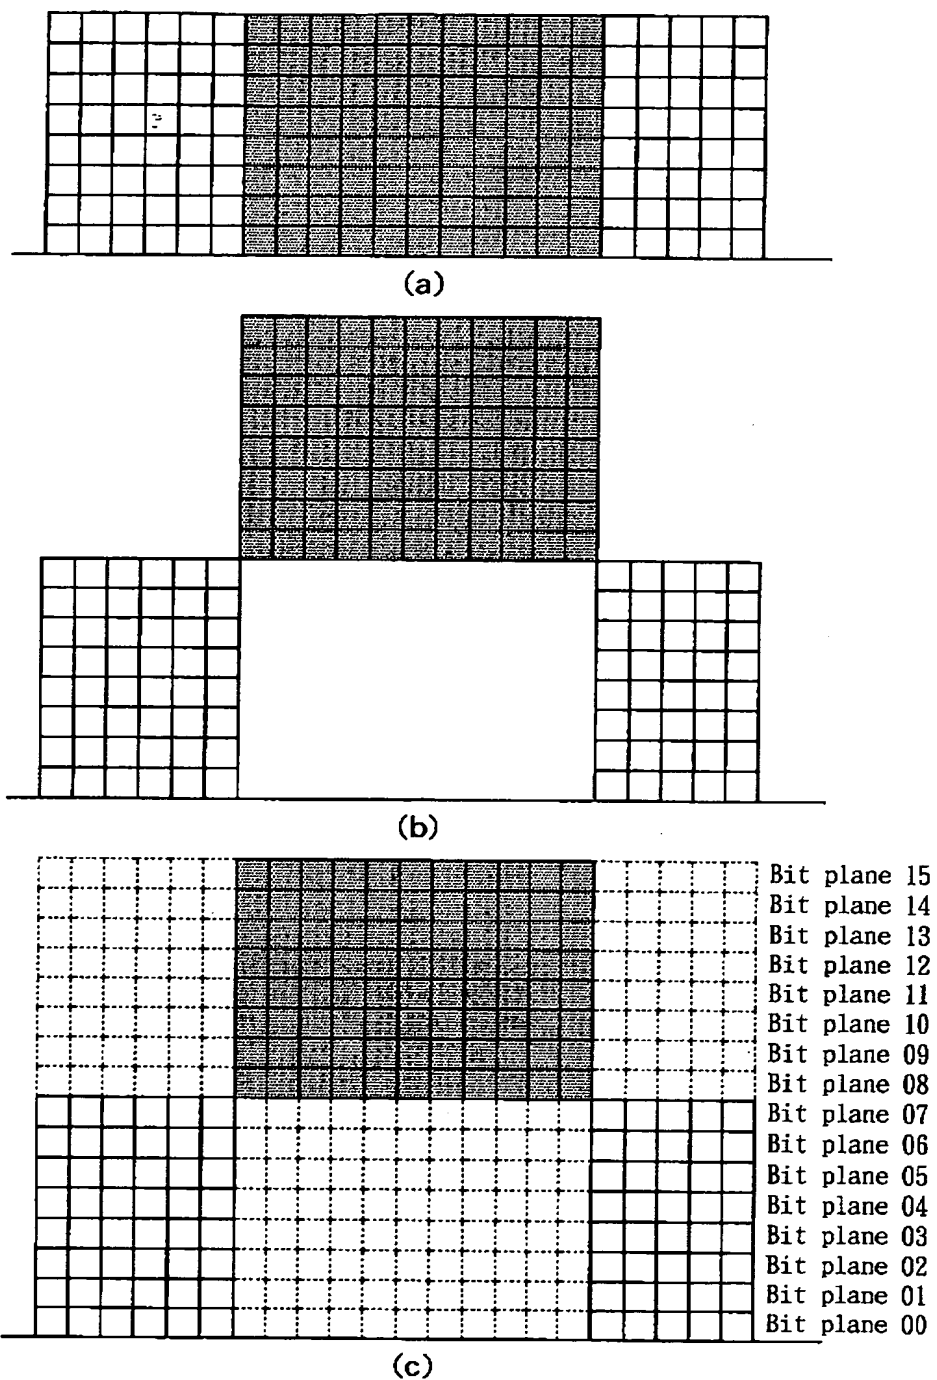 (a)
(b)
Bit plane 15
Bit plane 14
Bit plane 13
Bit plane 12
Bit plane 11
Bit plane 10
Bit plane 09
Bit plane 08
Bit plane 07
Bit plane 06
Bit plane 05
Bit plane 04
Bit plane 03
Bit plane 02
Bit plane 01
Bit plane 00
(c)